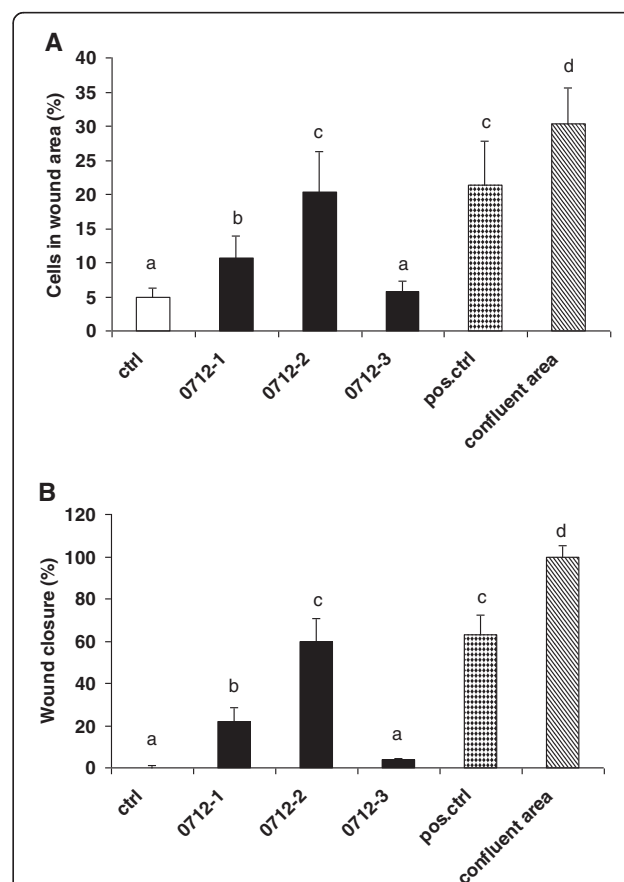 A
Cells in wound area (%)
40
35
30
25
20
15
10
5
0
a
b
c
a
c
d
ctrl
0712-1
0712-2
0712-3
pos.ctrl
confluent area
B
Wound closure (%)
120
100
80
60
40
20
0
a
b
c
a
c
d
ctrl
0712-1
0712-2
0712-3
pos.ctrl
confluent area